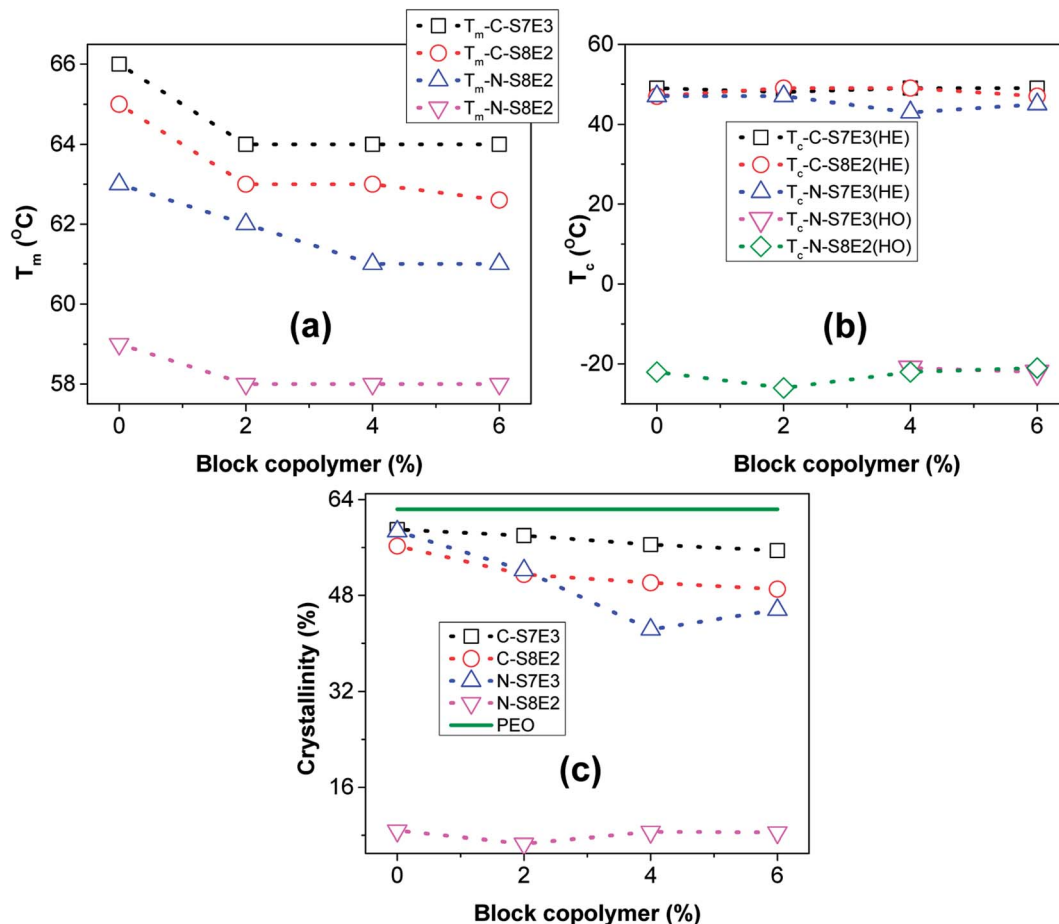 (a)
Tm-C-S7E3
Tm-C-S8E2
Tm-N-S8E2
Tm-N-S8E2
66
64
62
60
58
Tm (OC)
0 2 4 6
Block copolymer (%)
(b)
60
40
20
0
-20
Tc (OC)
Tc-C-S7E3(HE)
Tc-C-S8E2(HE)
Tc-N-S7E3(HE)
Tc-N-S7E3(HO)
Tc-N-S8E2(HO)
0 2 4 6
Block copolymer (%)
64
48
32
16
Crystallinity (%)
C-S7E3
C-S8E2
N-S7E3
N-S8E2
PEO
(c)
0 2 4 6
Block copolymer (%)